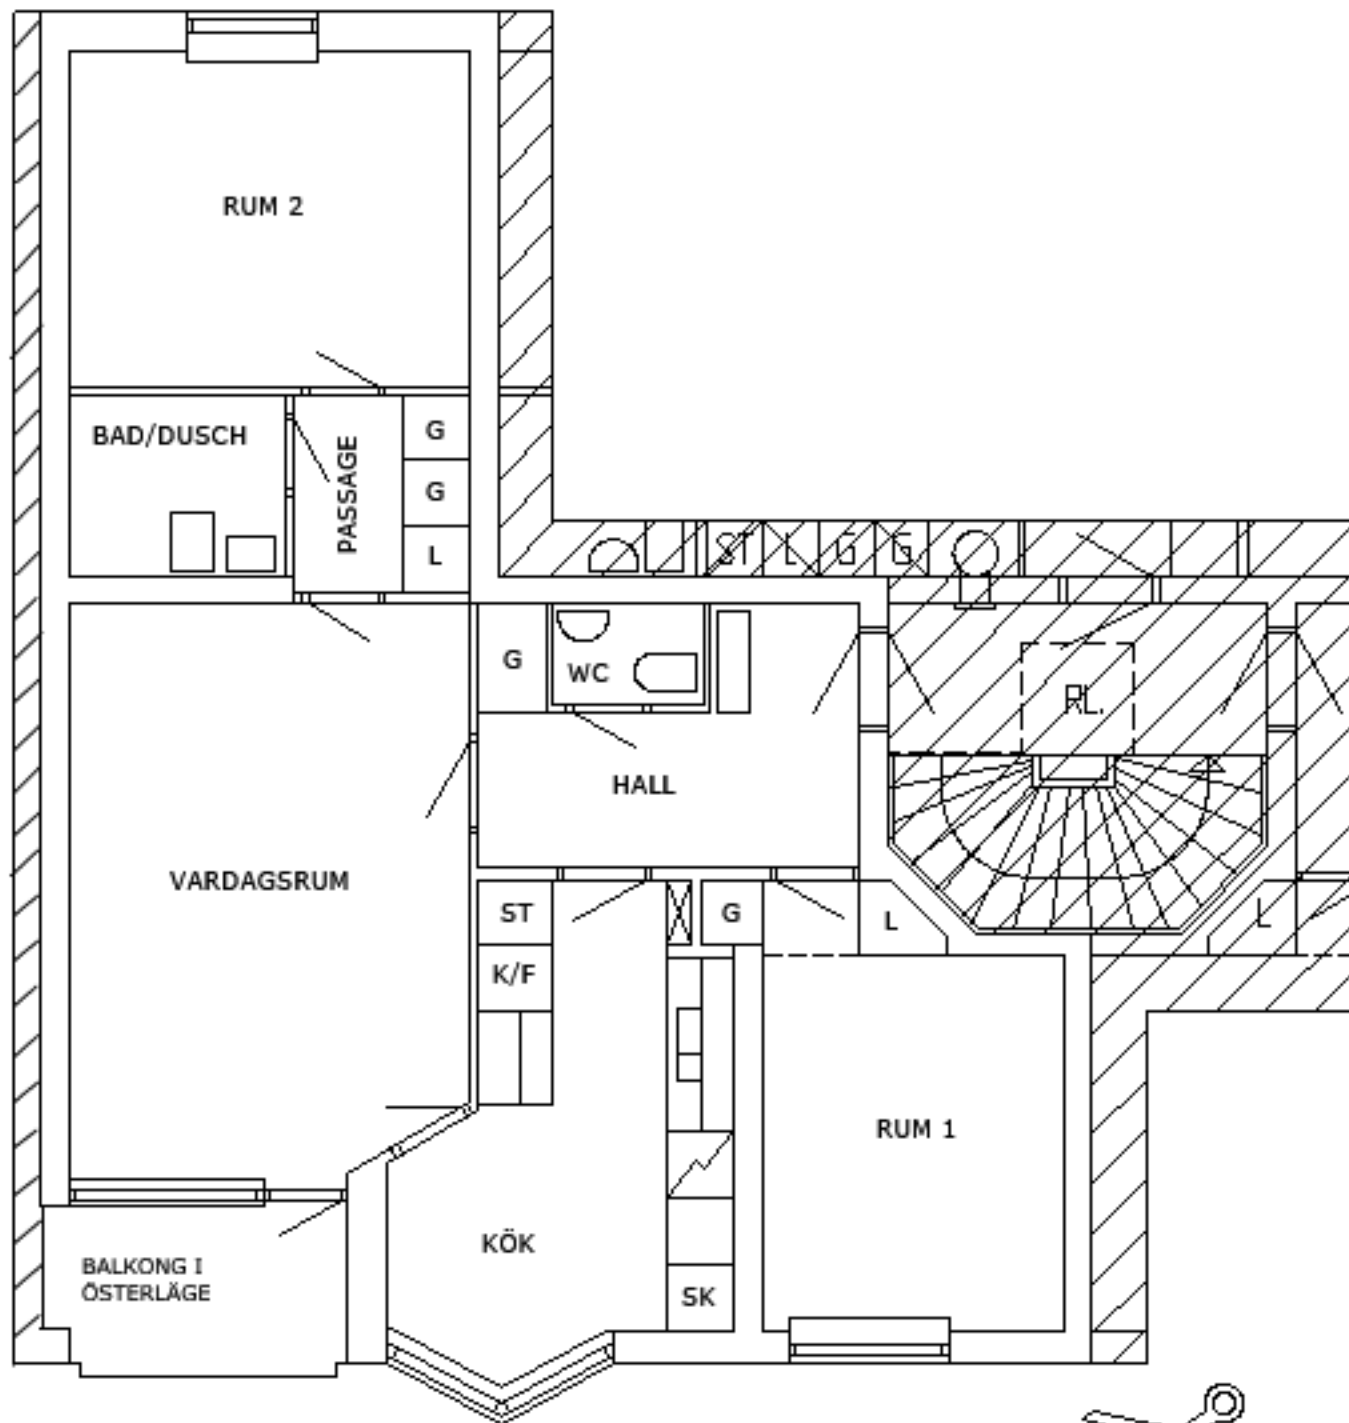 RUM 2
BAD/DUSCH
PASSAGE
G
G
L
ST L G G
G
WC
RL.
HALL
VARDAGSRUM
ST
G
L
L
K/F
RUM 1
KÖK
BALKONG I
ÖSTERLÄGE
SK